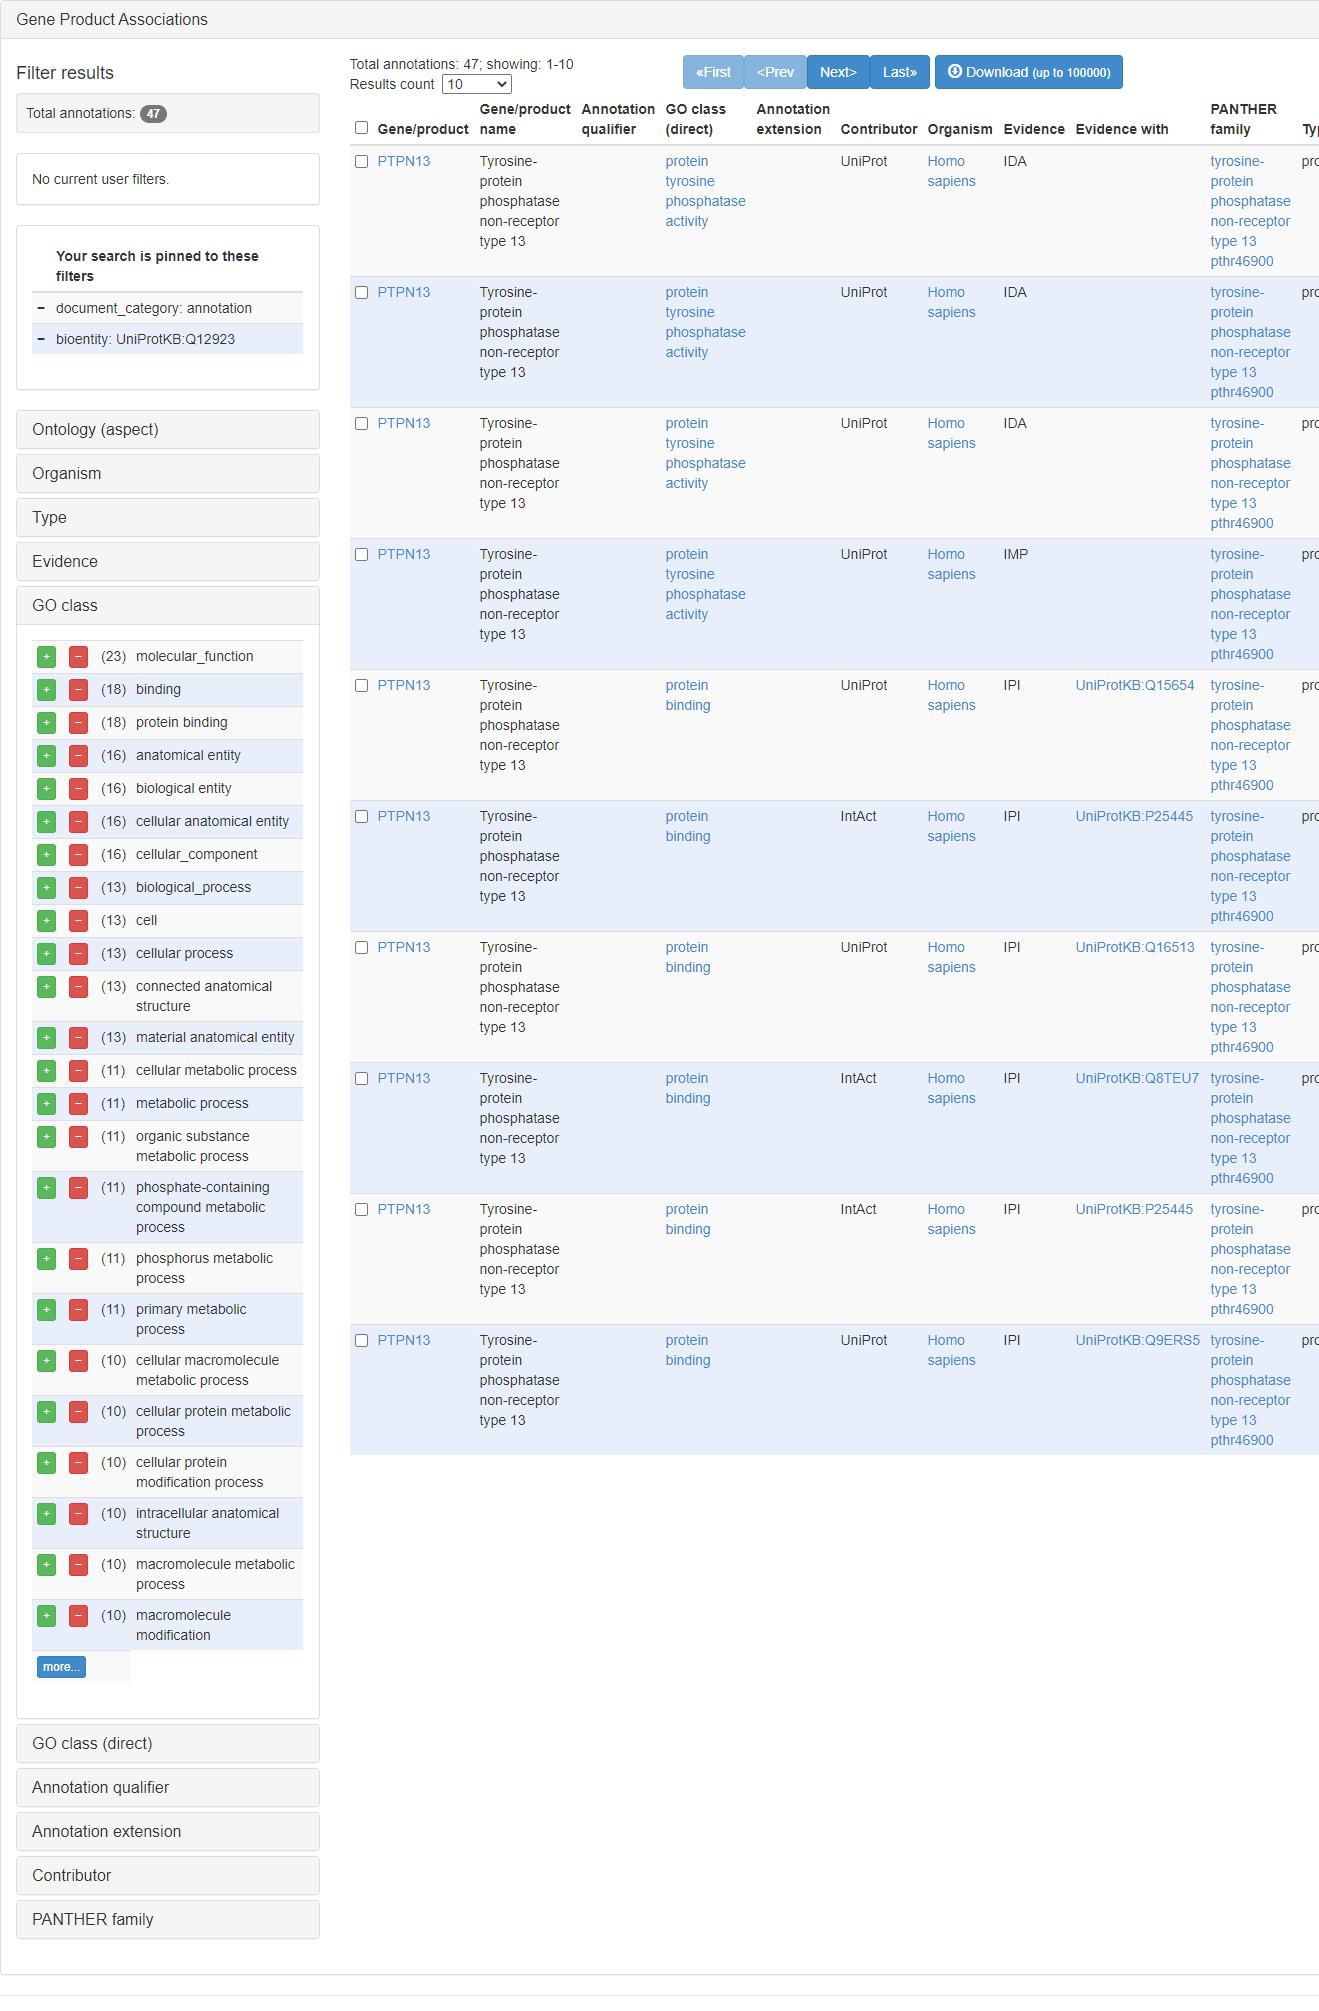 Gene Product Associations
Filter results
Total annotations: 47
No current user filters.
Your search is pinned to these
filters
− document_category: annotation
− bioentity: UniProtKB:Q12923
Ontology (aspect)
Organism
Type
Evidence
GO class
+ − (23) molecular_function
+ − (18) binding
+ − (18) protein binding
+ − (16) anatomical entity
+ − (16) biological entity
+ − (16) cellular anatomical entity
+ − (16) cellular_component
+ − (13) biological_process
+ − (13) cell
+ − (13) cellular process
+ − (13) connected anatomical
structure
+ − (13) material anatomical entity
+ − (11) cellular metabolic process
+ − (11) metabolic process
+ − (11) organic substance
metabolic process
+ − (11) phosphate-containing
compound metabolic
process
+ − (11) phosphorus metabolic
process
+ − (11) primary metabolic
process
+ − (10) cellular macromolecule
metabolic process
+ − (10) cellular protein metabolic
process
+ − (10) cellular protein
modification process
+ − (10) intracellular anatomical
structure
+ − (10) macromolecule metabolic
process
+ − (10) macromolecule
modification
more...
GO class (direct)
Annotation qualifier
Annotation extension
Contributor
PANTHER family
Total annotations: 47; showing: 1-10
Results count 10
«First <Prev Next> Last» Download (up to 100000)
Gene/product Annotation GO class Annotation PANTHER
Gene/product name qualifier (direct) extension Contributor Organism Evidence Evidence with family Ty
PTPN13 Tyrosine- protein UniProt Homo IDA tyrosine- pro
protein tyrosine sapiens protein
phosphatase phosphatase phosphatase
non-receptor activity non-receptor
type 13 type 13
pthr46900
PTPN13 Tyrosine- protein UniProt Homo IDA tyrosine- pro
protein tyrosine sapiens protein
phosphatase phosphatase phosphatase
non-receptor activity non-receptor
type 13 type 13
pthr46900
PTPN13 Tyrosine- protein UniProt Homo IDA tyrosine- pro
protein tyrosine sapiens protein
phosphatase phosphatase phosphatase
non-receptor activity non-receptor
type 13 type 13
pthr46900
PTPN13 Tyrosine- protein UniProt Homo IMP tyrosine- pro
protein tyrosine sapiens protein
phosphatase phosphatase phosphatase
non-receptor activity non-receptor
type 13 type 13
pthr46900
PTPN13 Tyrosine- protein UniProt Homo IPI UniProtKB:Q15654 tyrosine- pro
protein binding sapiens protein
phosphatase phosphatase
non-receptor non-receptor
type 13 type 13
pthr46900
PTPN13 Tyrosine- protein IntAct Homo IPI UniProtKB:P25445 tyrosine- pro
protein binding sapiens protein
phosphatase phosphatase
non-receptor non-receptor
type 13 type 13
pthr46900
PTPN13 Tyrosine- protein UniProt Homo IPI UniProtKB:Q16513 tyrosine- pro
protein binding sapiens protein
phosphatase phosphatase
non-receptor non-receptor
type 13 type 13
pthr46900
PTPN13 Tyrosine- protein IntAct Homo IPI UniProtKB:Q8TEU7 tyrosine- pro
protein binding sapiens protein
phosphatase phosphatase
non-receptor non-receptor
type 13 type 13
pthr46900
PTPN13 Tyrosine- protein IntAct Homo IPI UniProtKB:P25445 tyrosine- pro
protein binding sapiens protein
phosphatase phosphatase
non-receptor non-receptor
type 13 type 13
pthr46900
PTPN13 Tyrosine- protein UniProt Homo IPI UniProtKB:Q9ERS5 tyrosine- pro
protein binding sapiens protein
phosphatase phosphatase
non-receptor non-receptor
type 13 type 13
pthr46900